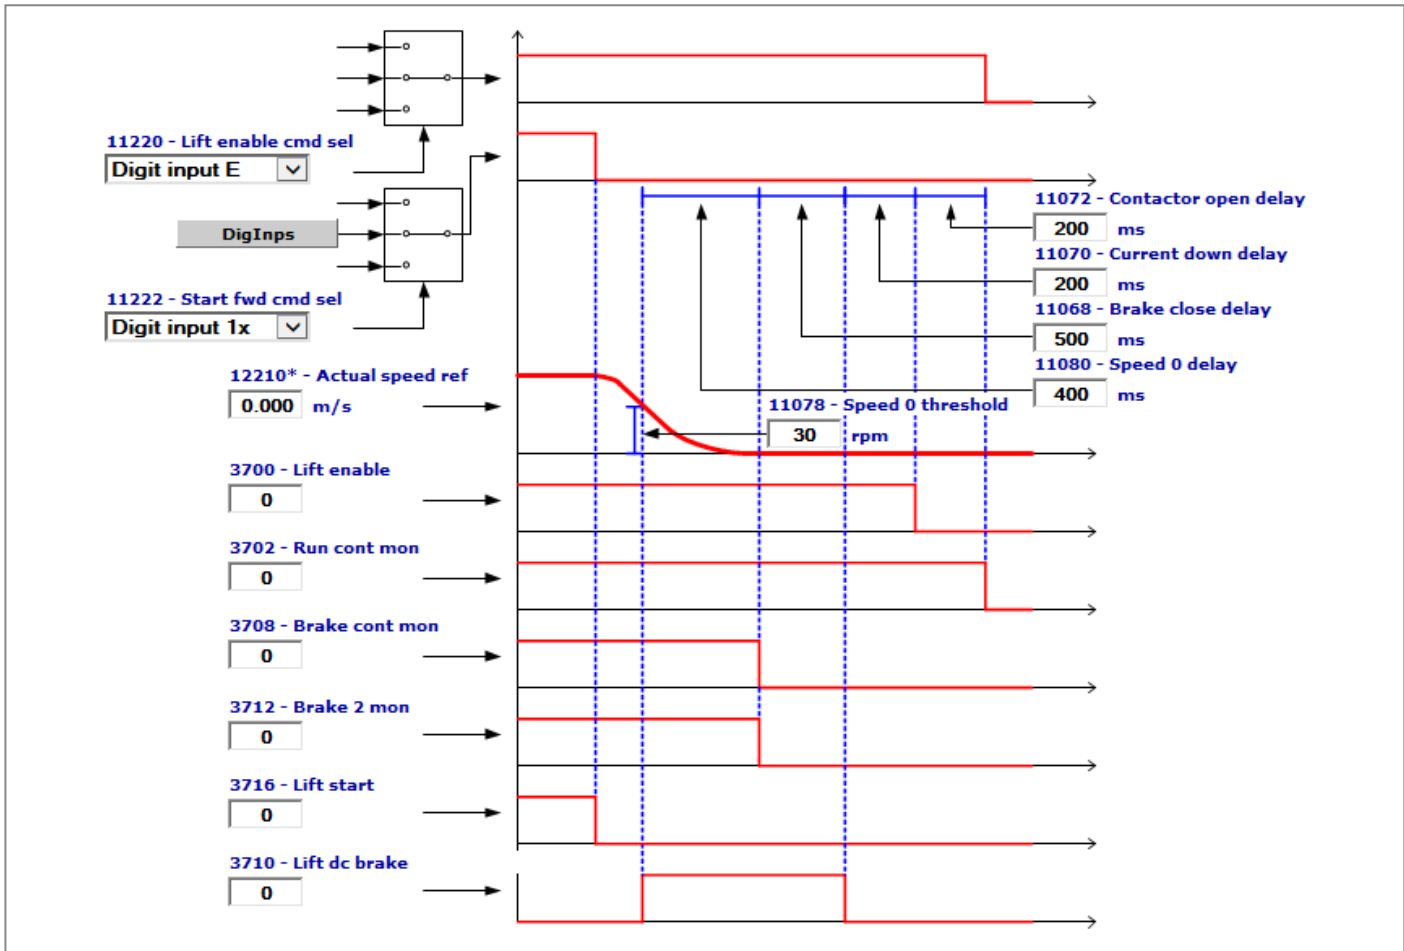 11220 - Lift enable cmd sel
Digit input E
DigInps
11222 - Start fwd cmd sel
Digit input 1x
11072 - Contactor open delay
200 ms
11070 - Current down delay
200 ms
11068 - Brake close delay
500 ms
11080 - Speed 0 delay
400 ms
12210* - Actual speed ref
0.000 m/s
11078 - Speed 0 threshold
30 rpm
3700 - Lift enable
0
3702 - Run cont mon
0
3708 - Brake cont mon
0
3712 - Brake 2 mon
0
3716 - Lift start
0
3710 - Lift dc brake
0